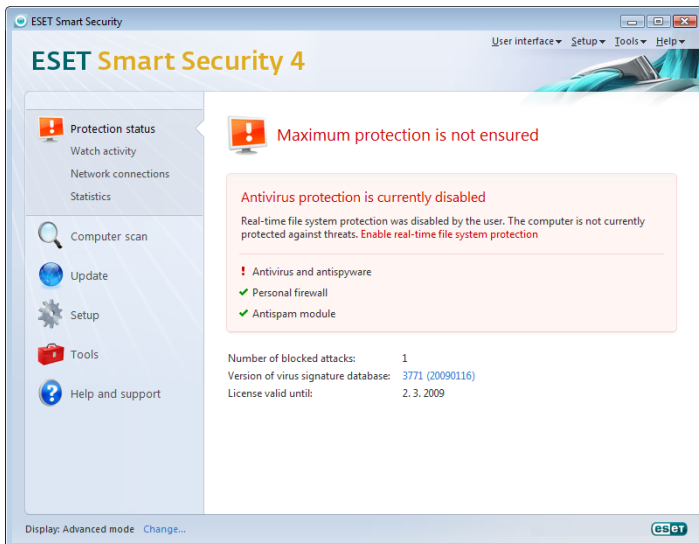 ESET Smart Security
User interface Setup Tools Help
ESET Smart Security 4
Protection status
Watch activity
Network connections
Statistics
Computer scan
Update
Setup
Tools
Help and support
Maximum protection is not ensured
Antivirus protection is currently disabled
Real-time file system protection was disabled by the user. The computer is not currently
protected against threats. Enable real-time file system protection
Antivirus and antispyware
Personal firewall
Antispam module
Number of blocked attacks: 1
Version of virus signature database: 3771 (20090116)
License valid until: 2. 3. 2009
Display: Advanced mode Change...
eseT